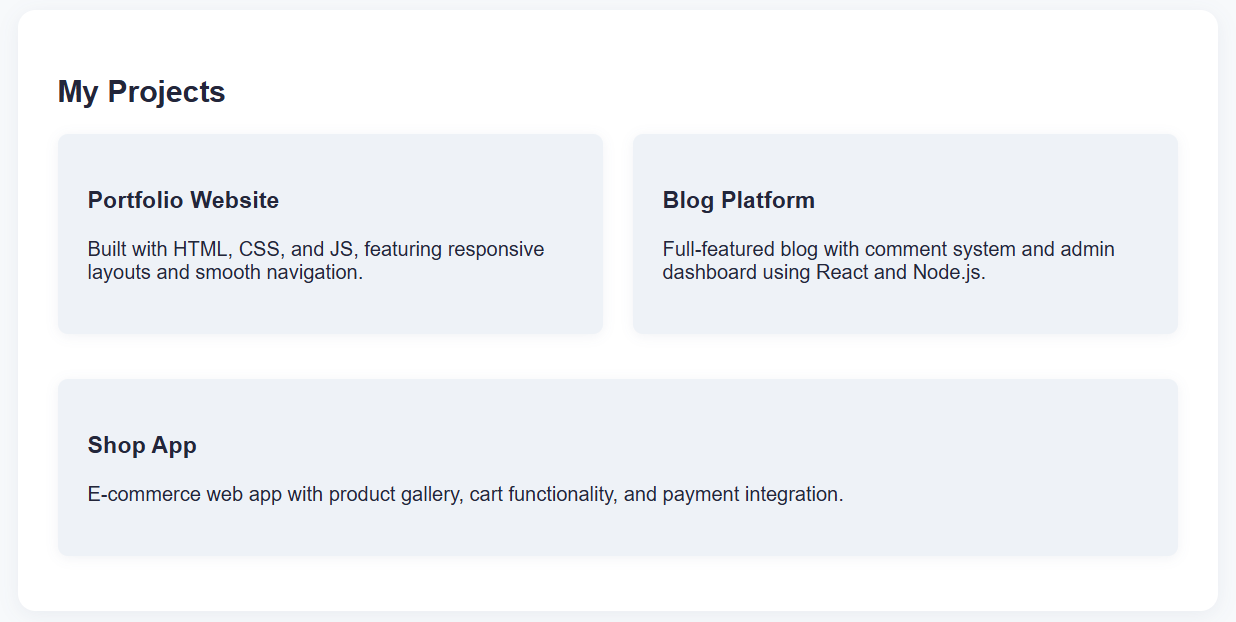 My Projects
Portfolio Website
Built with HTML, CSS, and JS, featuring responsive
layouts and smooth navigation.
Blog Platform
Full-featured blog with comment system and admin
dashboard using React and Node.js.
Shop App
E-commerce web app with product gallery, cart functionality, and payment integration.